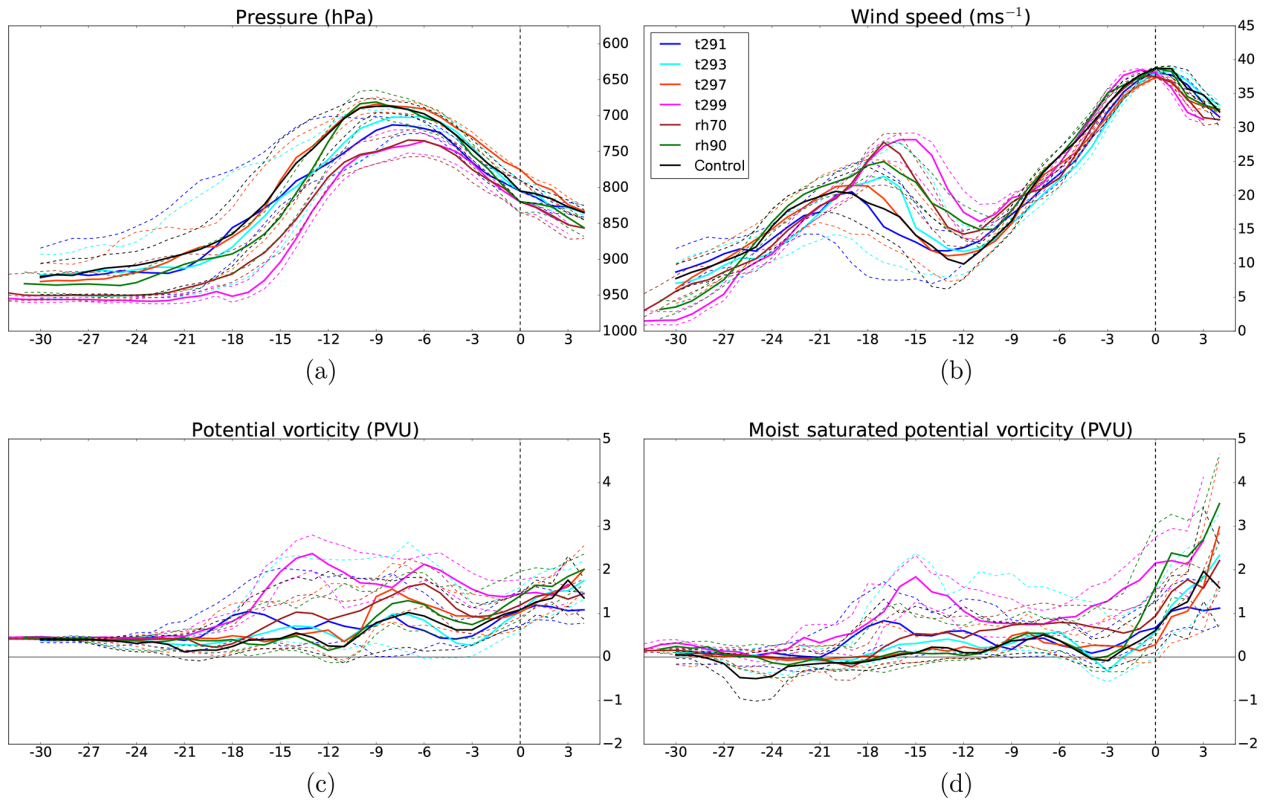 Pressure (hPa)
600
650
700
750
800
850
900
950
1000
-30 -27 -24 -21 -18 -15 -12 -9 -6 -3 0 3
(a)
Wind speed (ms⁻¹)
t291
t293
t297
t299
rh70
rh90
Control
45
40
35
30
25
20
15
10
5
0
-30 -27 -24 -21 -18 -15 -12 -9 -6 -3 0 3
(b)
Potential vorticity (PVU)
5
4
3
2
1
0
−1
−2
-30 -27 -24 -21 -18 -15 -12 -9 -6 -3 0 3
(c)
Moist saturated potential vorticity (PVU)
5
4
3
2
1
0
−1
−2
-30 -27 -24 -21 -18 -15 -12 -9 -6 -3 0 3
(d)